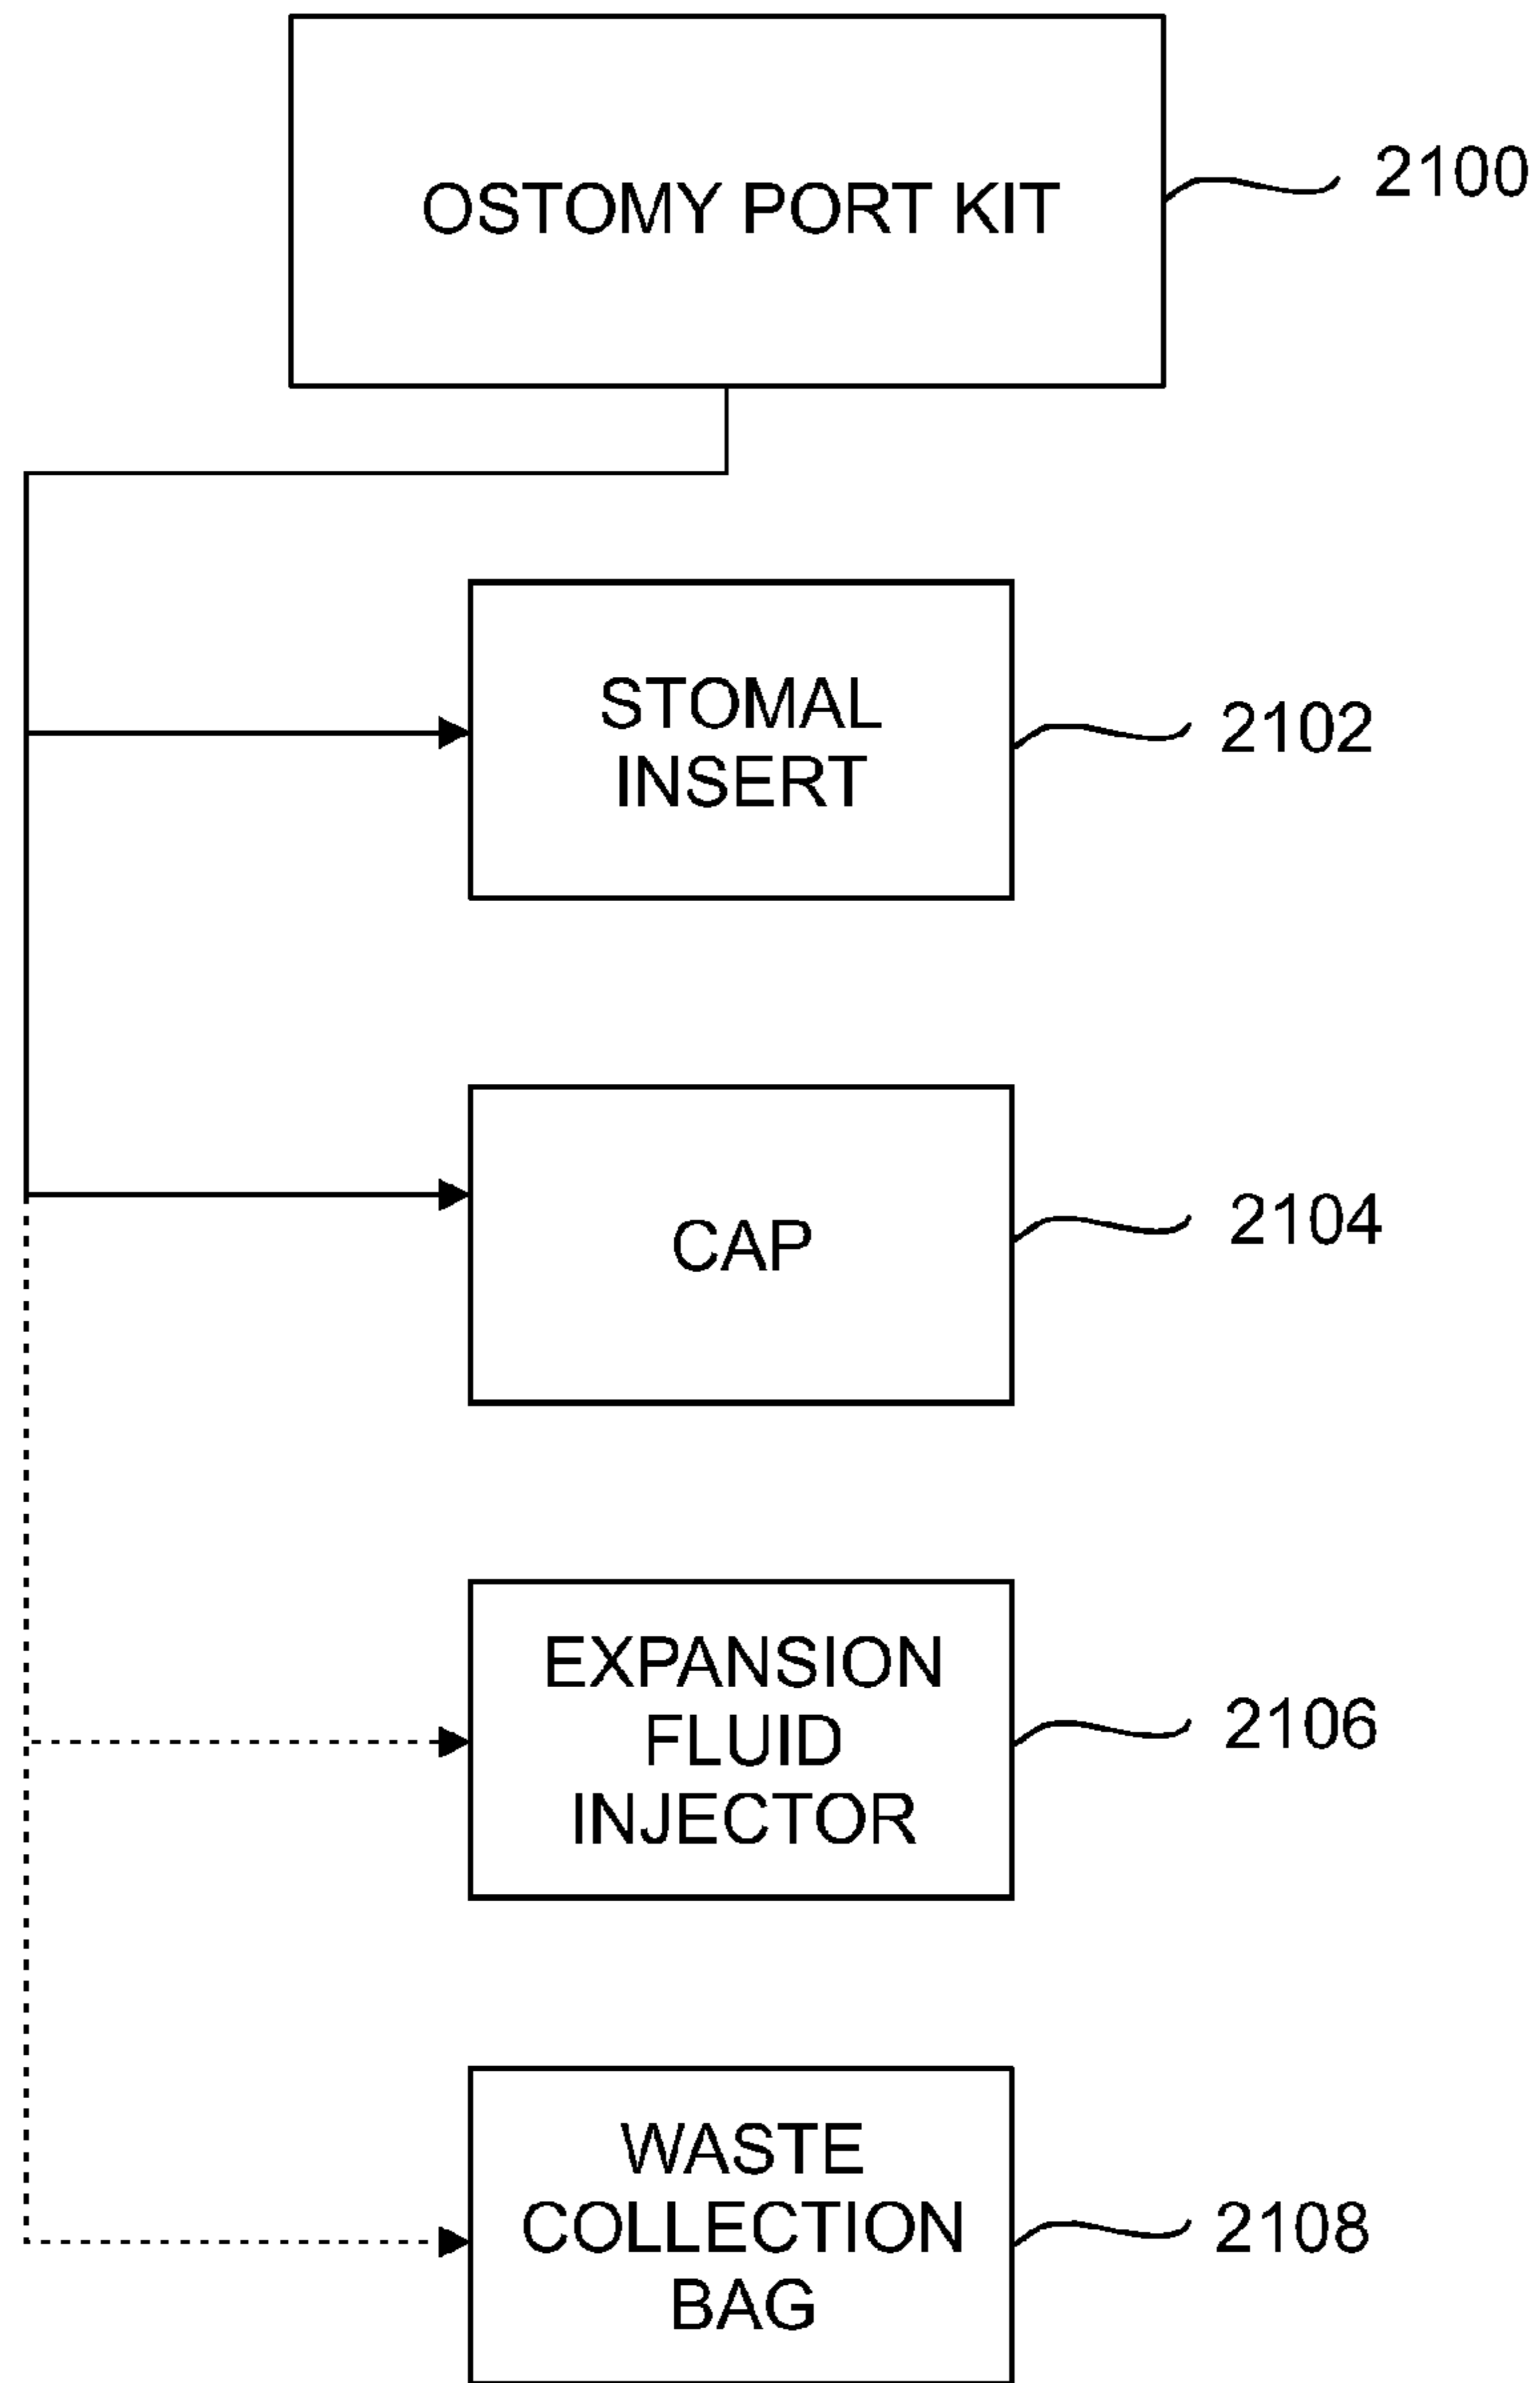 OSTOMY PORT KIT
2100
STOMAL
INSERT
2102
CAP
2104
EXPANSION
FLUID
INJECTOR
2106
WASTE
COLLECTION
BAG
2108